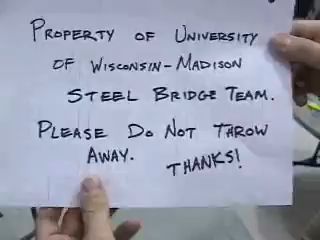 Property of University
of Wisconsin-Madison
Steel Bridge Team.
Please Do Not Throw
Away. Thanks!